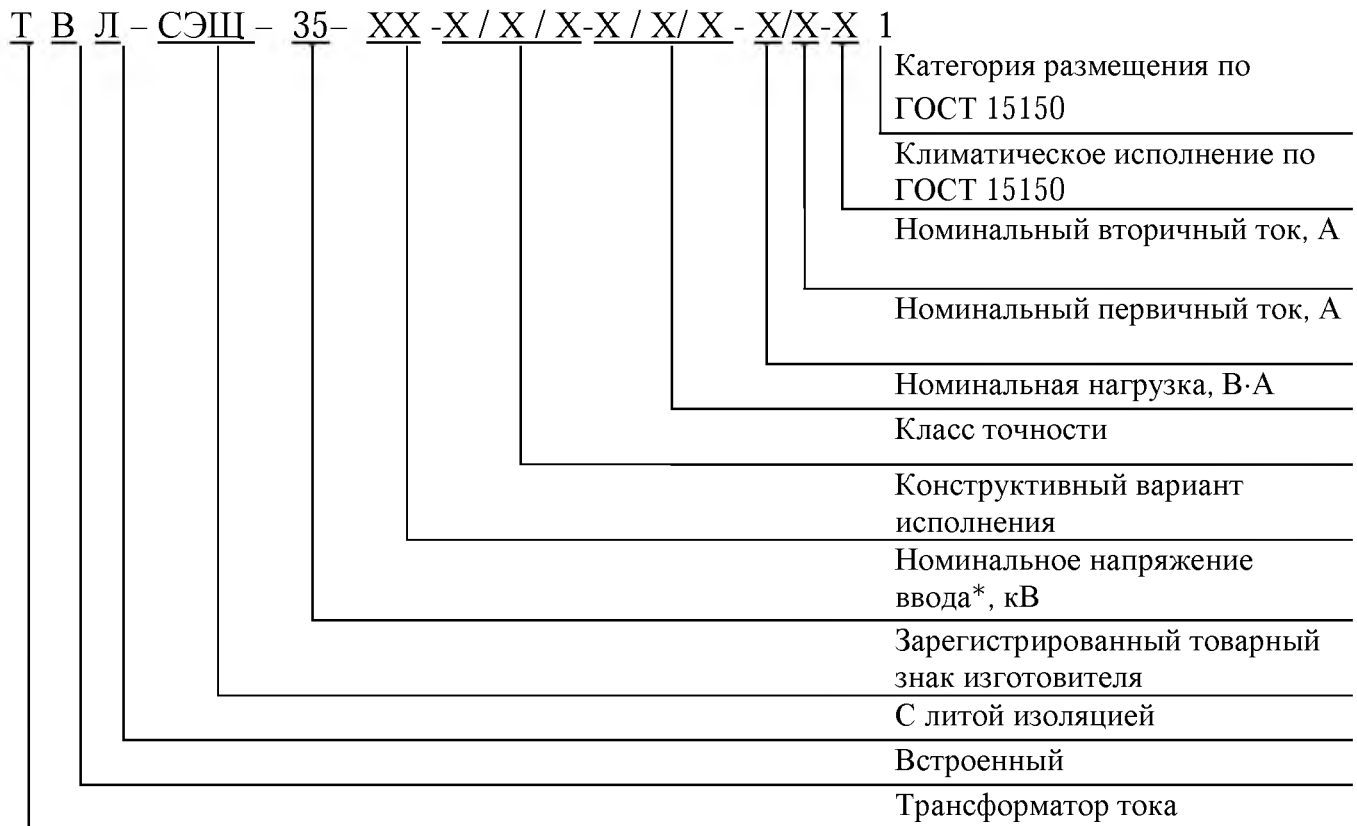 Т В Л – СЭЩ – 35– ХХ -Х / Х / Х-Х / Х/ Х - Х/Х-Х 1
Категория размещения по
ГОСТ 15150
Климатическое исполнение по
ГОСТ 15150
Номинальный вторичный ток, А
Номинальный первичный ток, А
Номинальная нагрузка, В·А
Класс точности
Конструктивный вариант
исполнения
Номинальное напряжение
ввода*, кВ
Зарегистрированный товарный
знак изготовителя
С литой изоляцией
Встроенный
Трансформатор тока